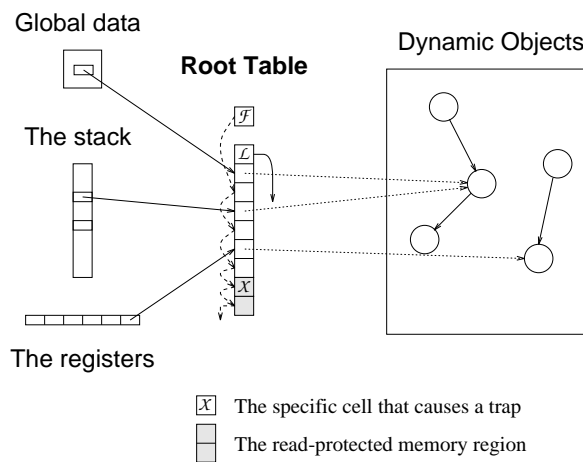 Global data
Dynamic Objects
Root Table
ℱ
The stack
ℒ
𝒳
The registers
𝒳 The specific cell that causes a trap
The read-protected memory region